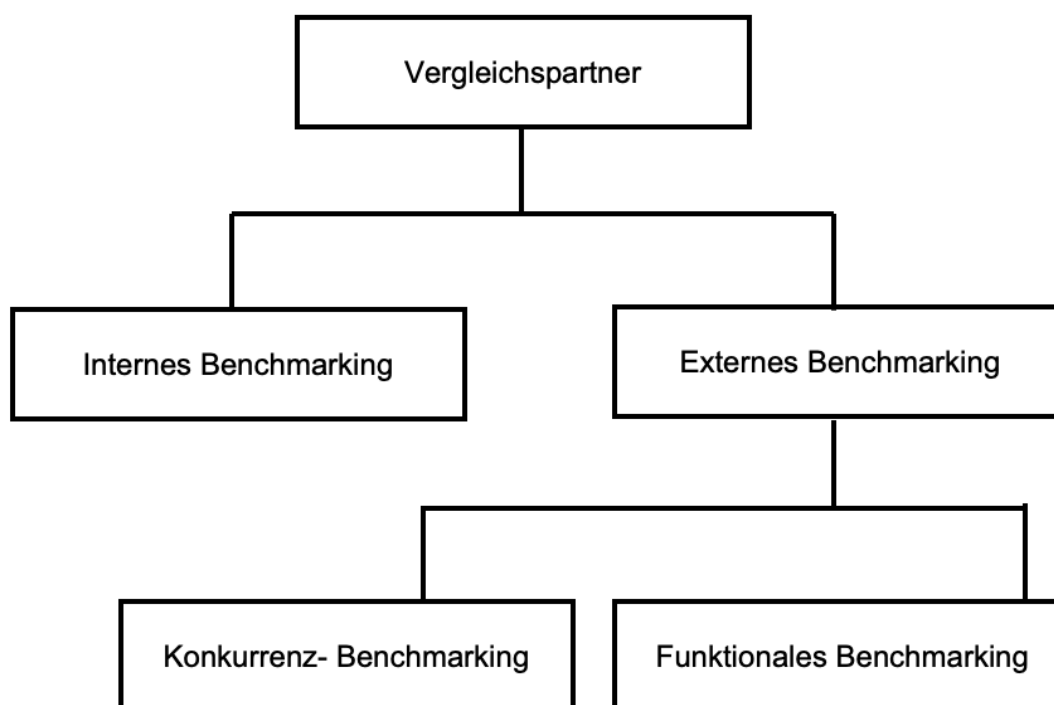 Vergleichspartner
Internes Benchmarking
Externes Benchmarking
Konkurrenz- Benchmarking
Funktionales Benchmarking